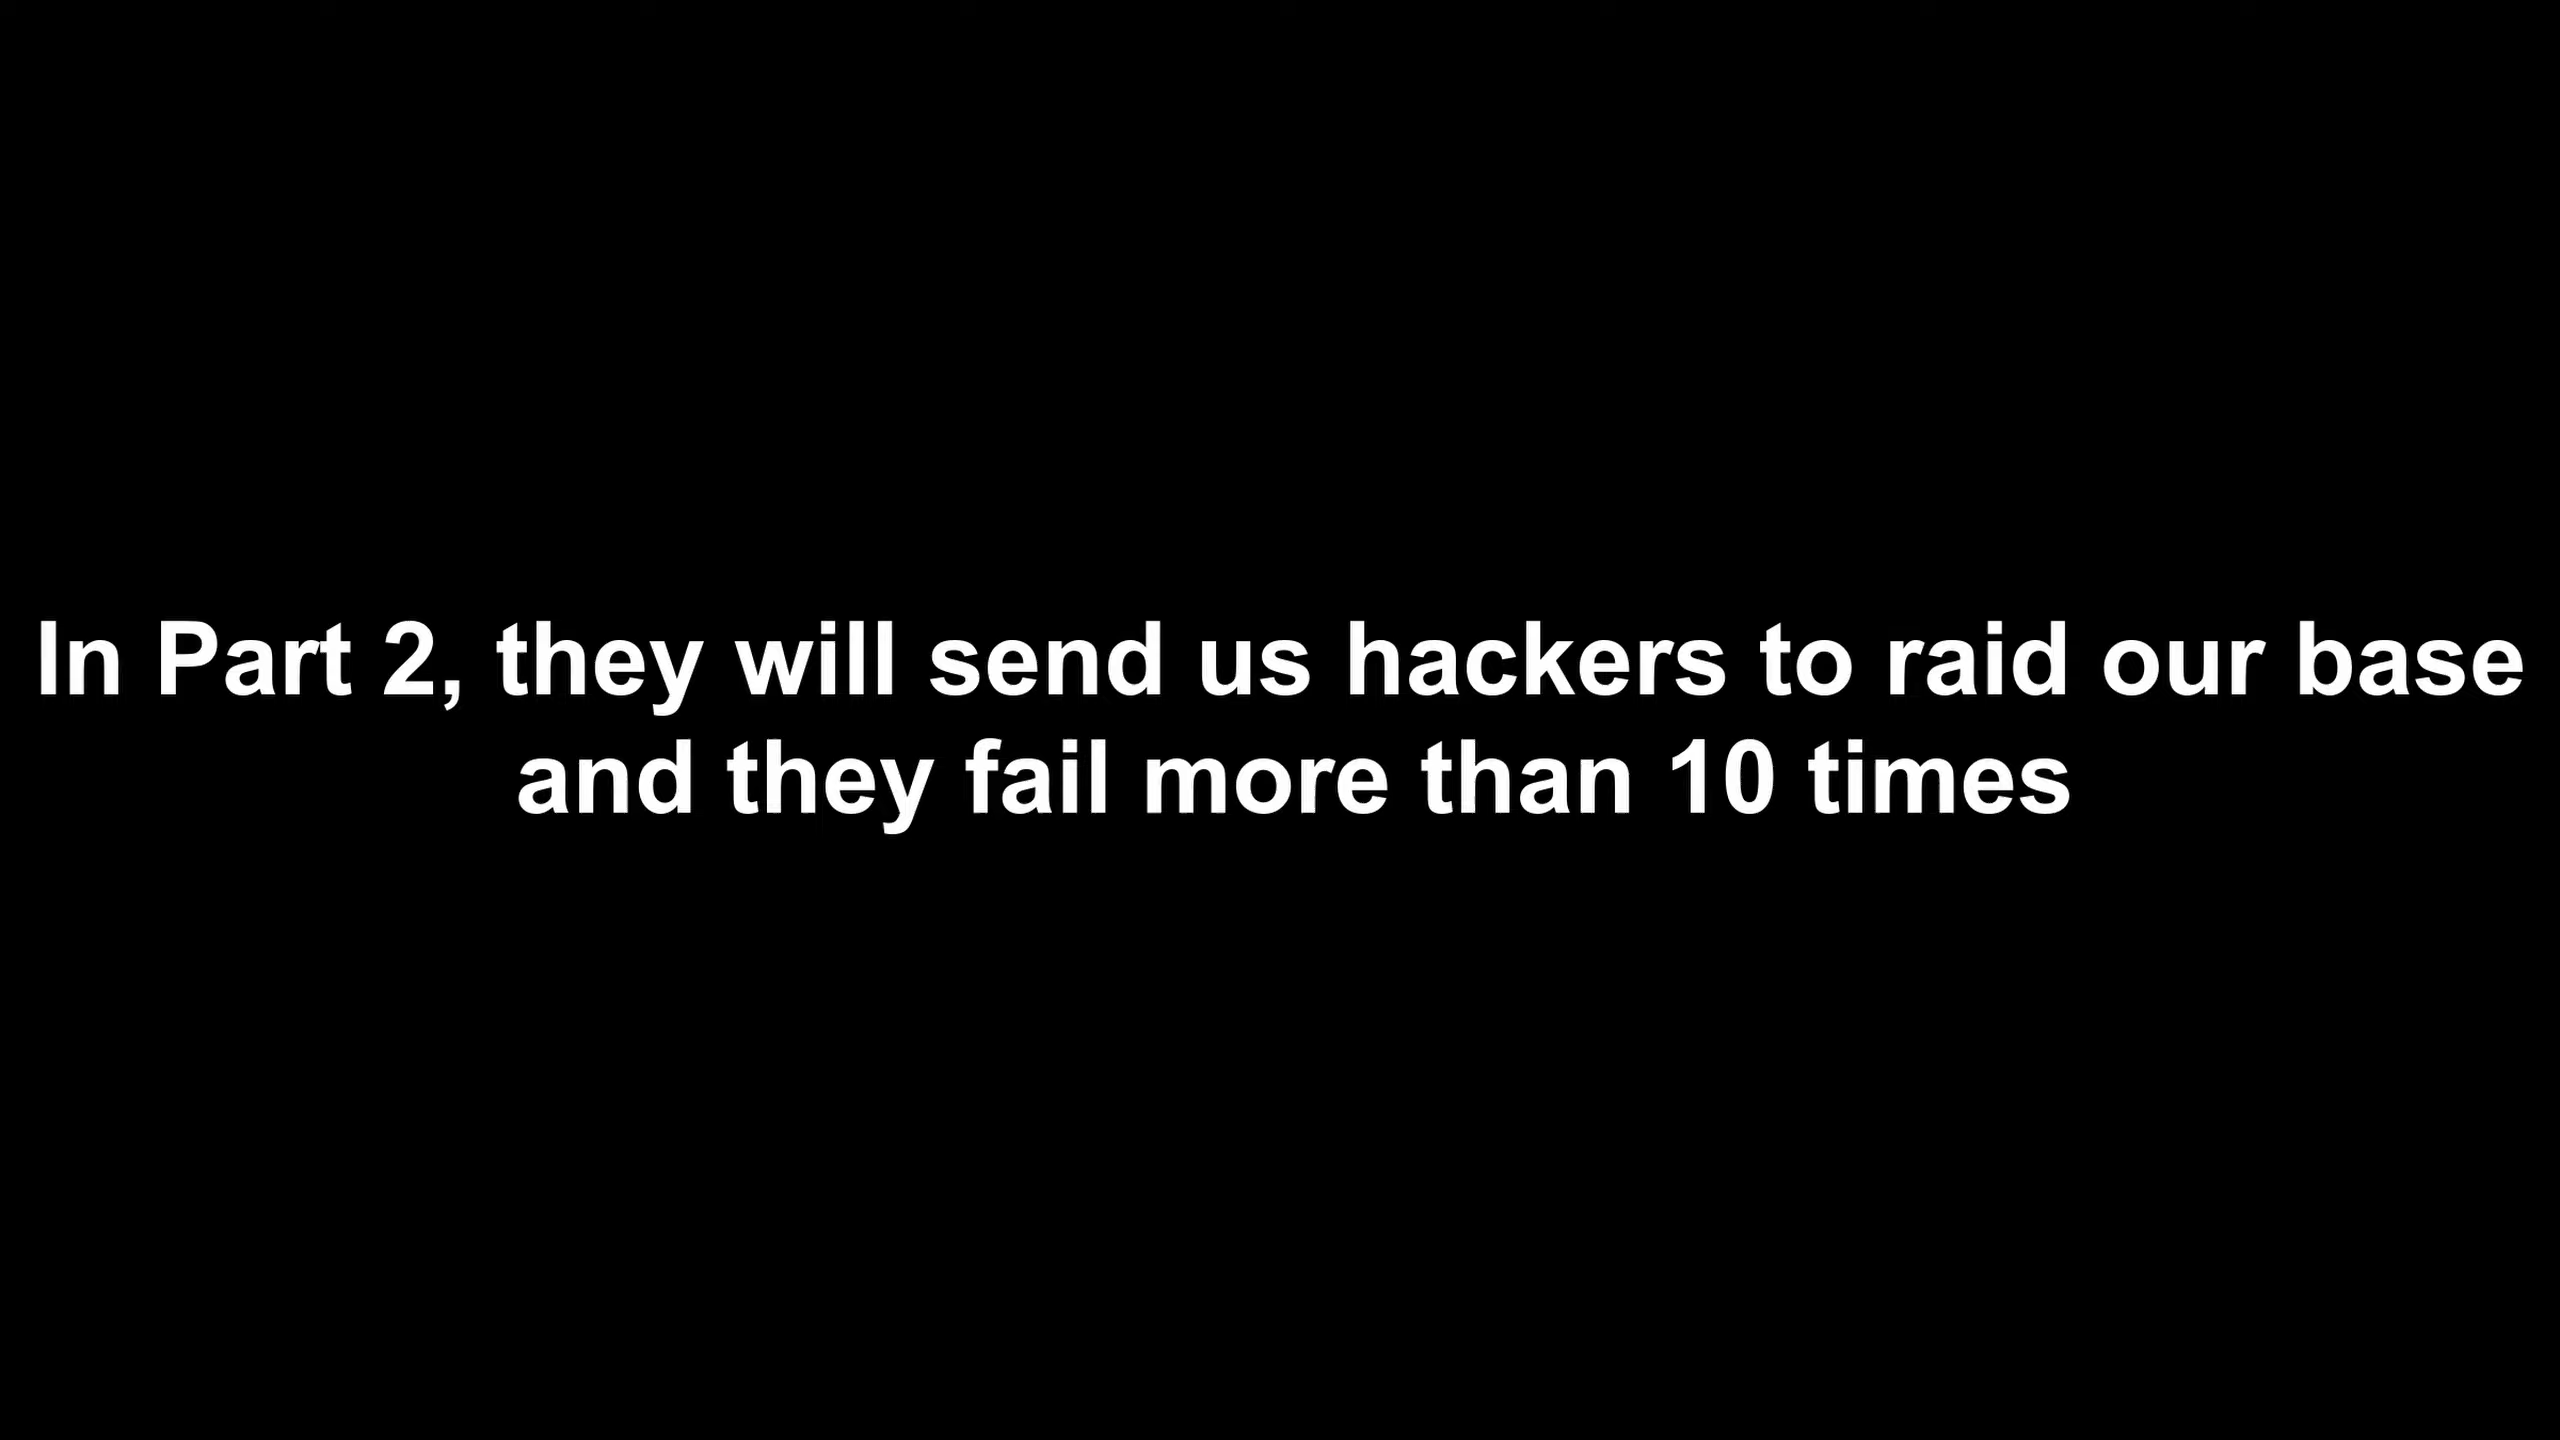 In Part 2, they will send us hackers to raid our base
and they fail more than 10 times